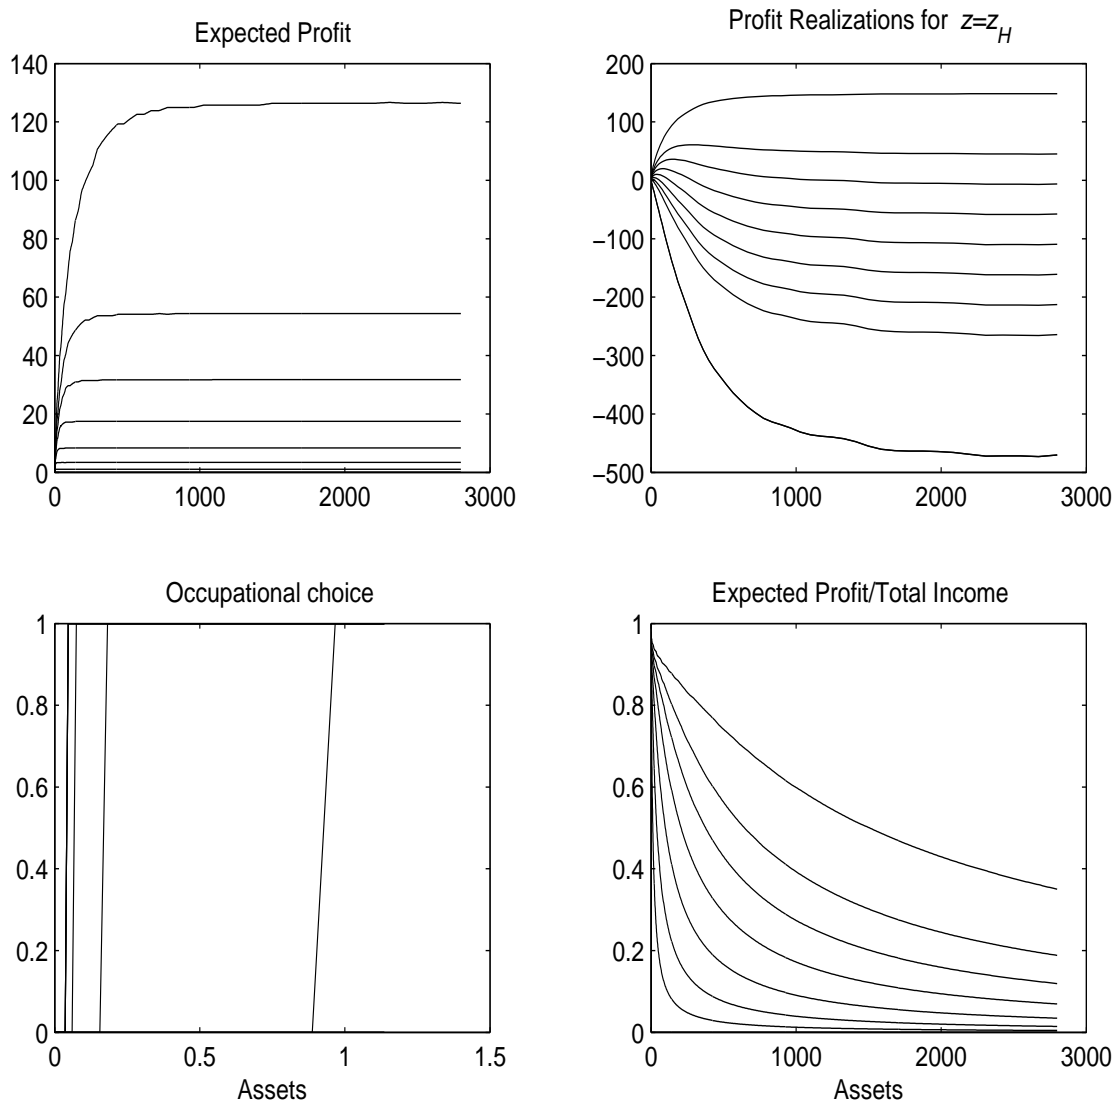 Expected Profit
140
120
100
80
60
40
20
0
0 1000 2000 3000
Profit Realizations for z=z_H
200
100
0
−100
−200
−300
−400
−500
0 1000 2000 3000
Occupational choice
1
0.8
0.6
0.4
0.2
0
0 0.5 1 1.5
Assets
Expected Profit/Total Income
1
0.8
0.6
0.4
0.2
0
0 1000 2000 3000
Assets